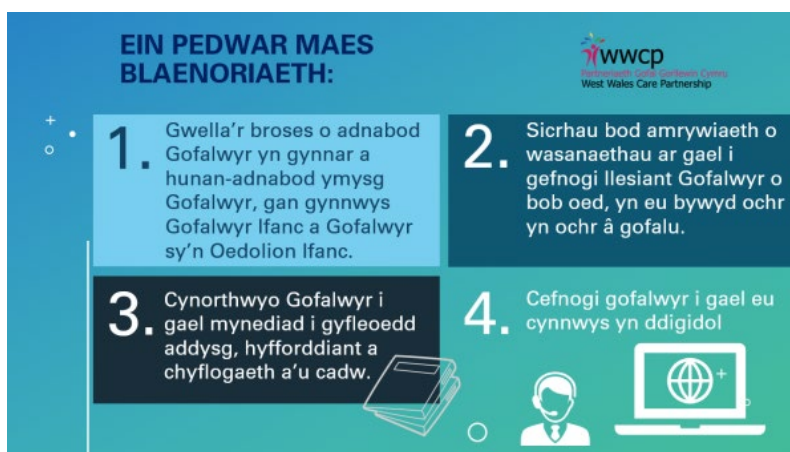 EIN PEDWAR MAES
BLAENORIAETH:
wwcp
Partneriaeth Gofal Gorllewin Cymru
West Wales Care Partnership
1.
Gwella'r broses o adnabod
Gofalwyr yn gynnar a
hunan-adnabod ymysg
Gofalwyr, gan gynnwys
Gofalwyr Ifanc a Gofalwyr
sy'n Oedolion Ifanc.
2.
Sicrhau bod amrywiaeth o
wasanaethau ar gael i
gefnogi llesiant Gofalwyr o
bob oed, yn eu bywyd ochr
yn ochr â gofalu.
3.
Cynorthwyo Gofalwyr i
gael mynediad i gyfleoedd
addysg, hyfforddiant a
chyflogaeth a'u cadw.
4.
Cefnogi gofalwyr i gael eu
cynnwys yn ddigidol